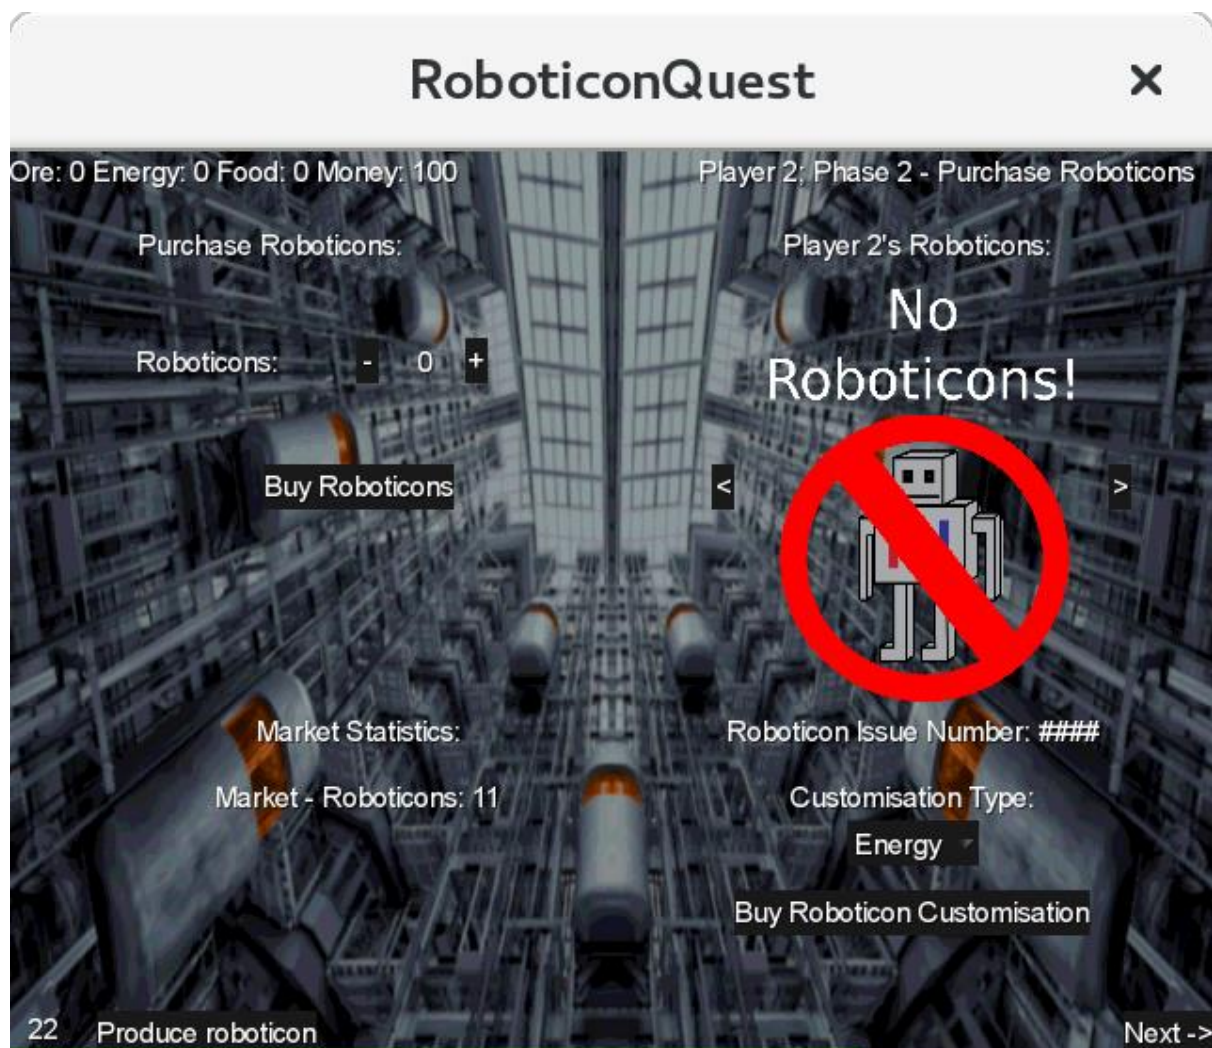 RoboticonQuest
Ore: 0 Energy: 0 Food: 0 Money: 100
Player 2; Phase 2 - Purchase Roboticons
Purchase Roboticons:
Player 2's Roboticons:
No
Roboticons!
Roboticons: - 0 +
Buy Roboticons
< >
Market Statistics:
Roboticon Issue Number: ####
Market - Roboticons: 11
Customisation Type:
Energy
Buy Roboticon Customisation
22 Produce roboticon
Next ->